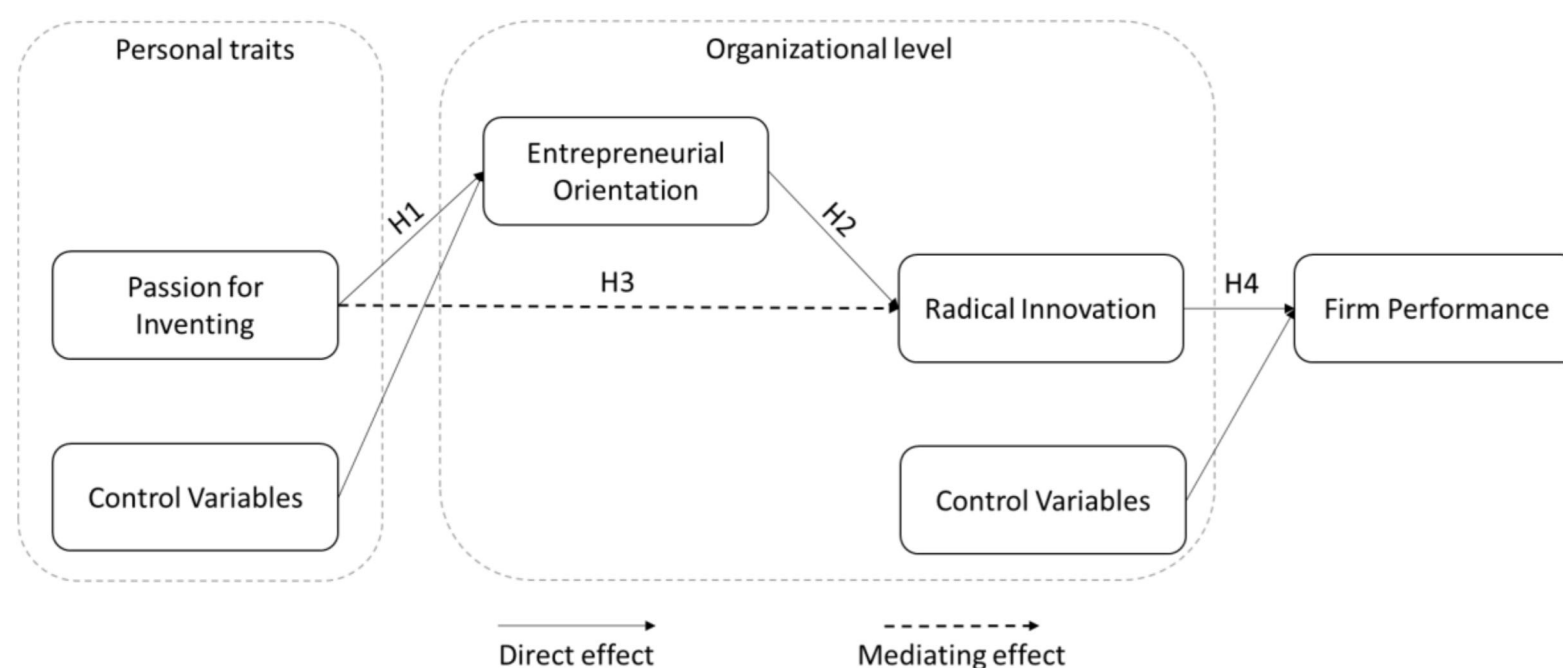 Personal traits
Organizational level
Entrepreneurial
Orientation
H1
H2
Passion for
Inventing
H3
Radical Innovation
H4
Firm Performance
Control Variables
Control Variables
Direct effect
Mediating effect